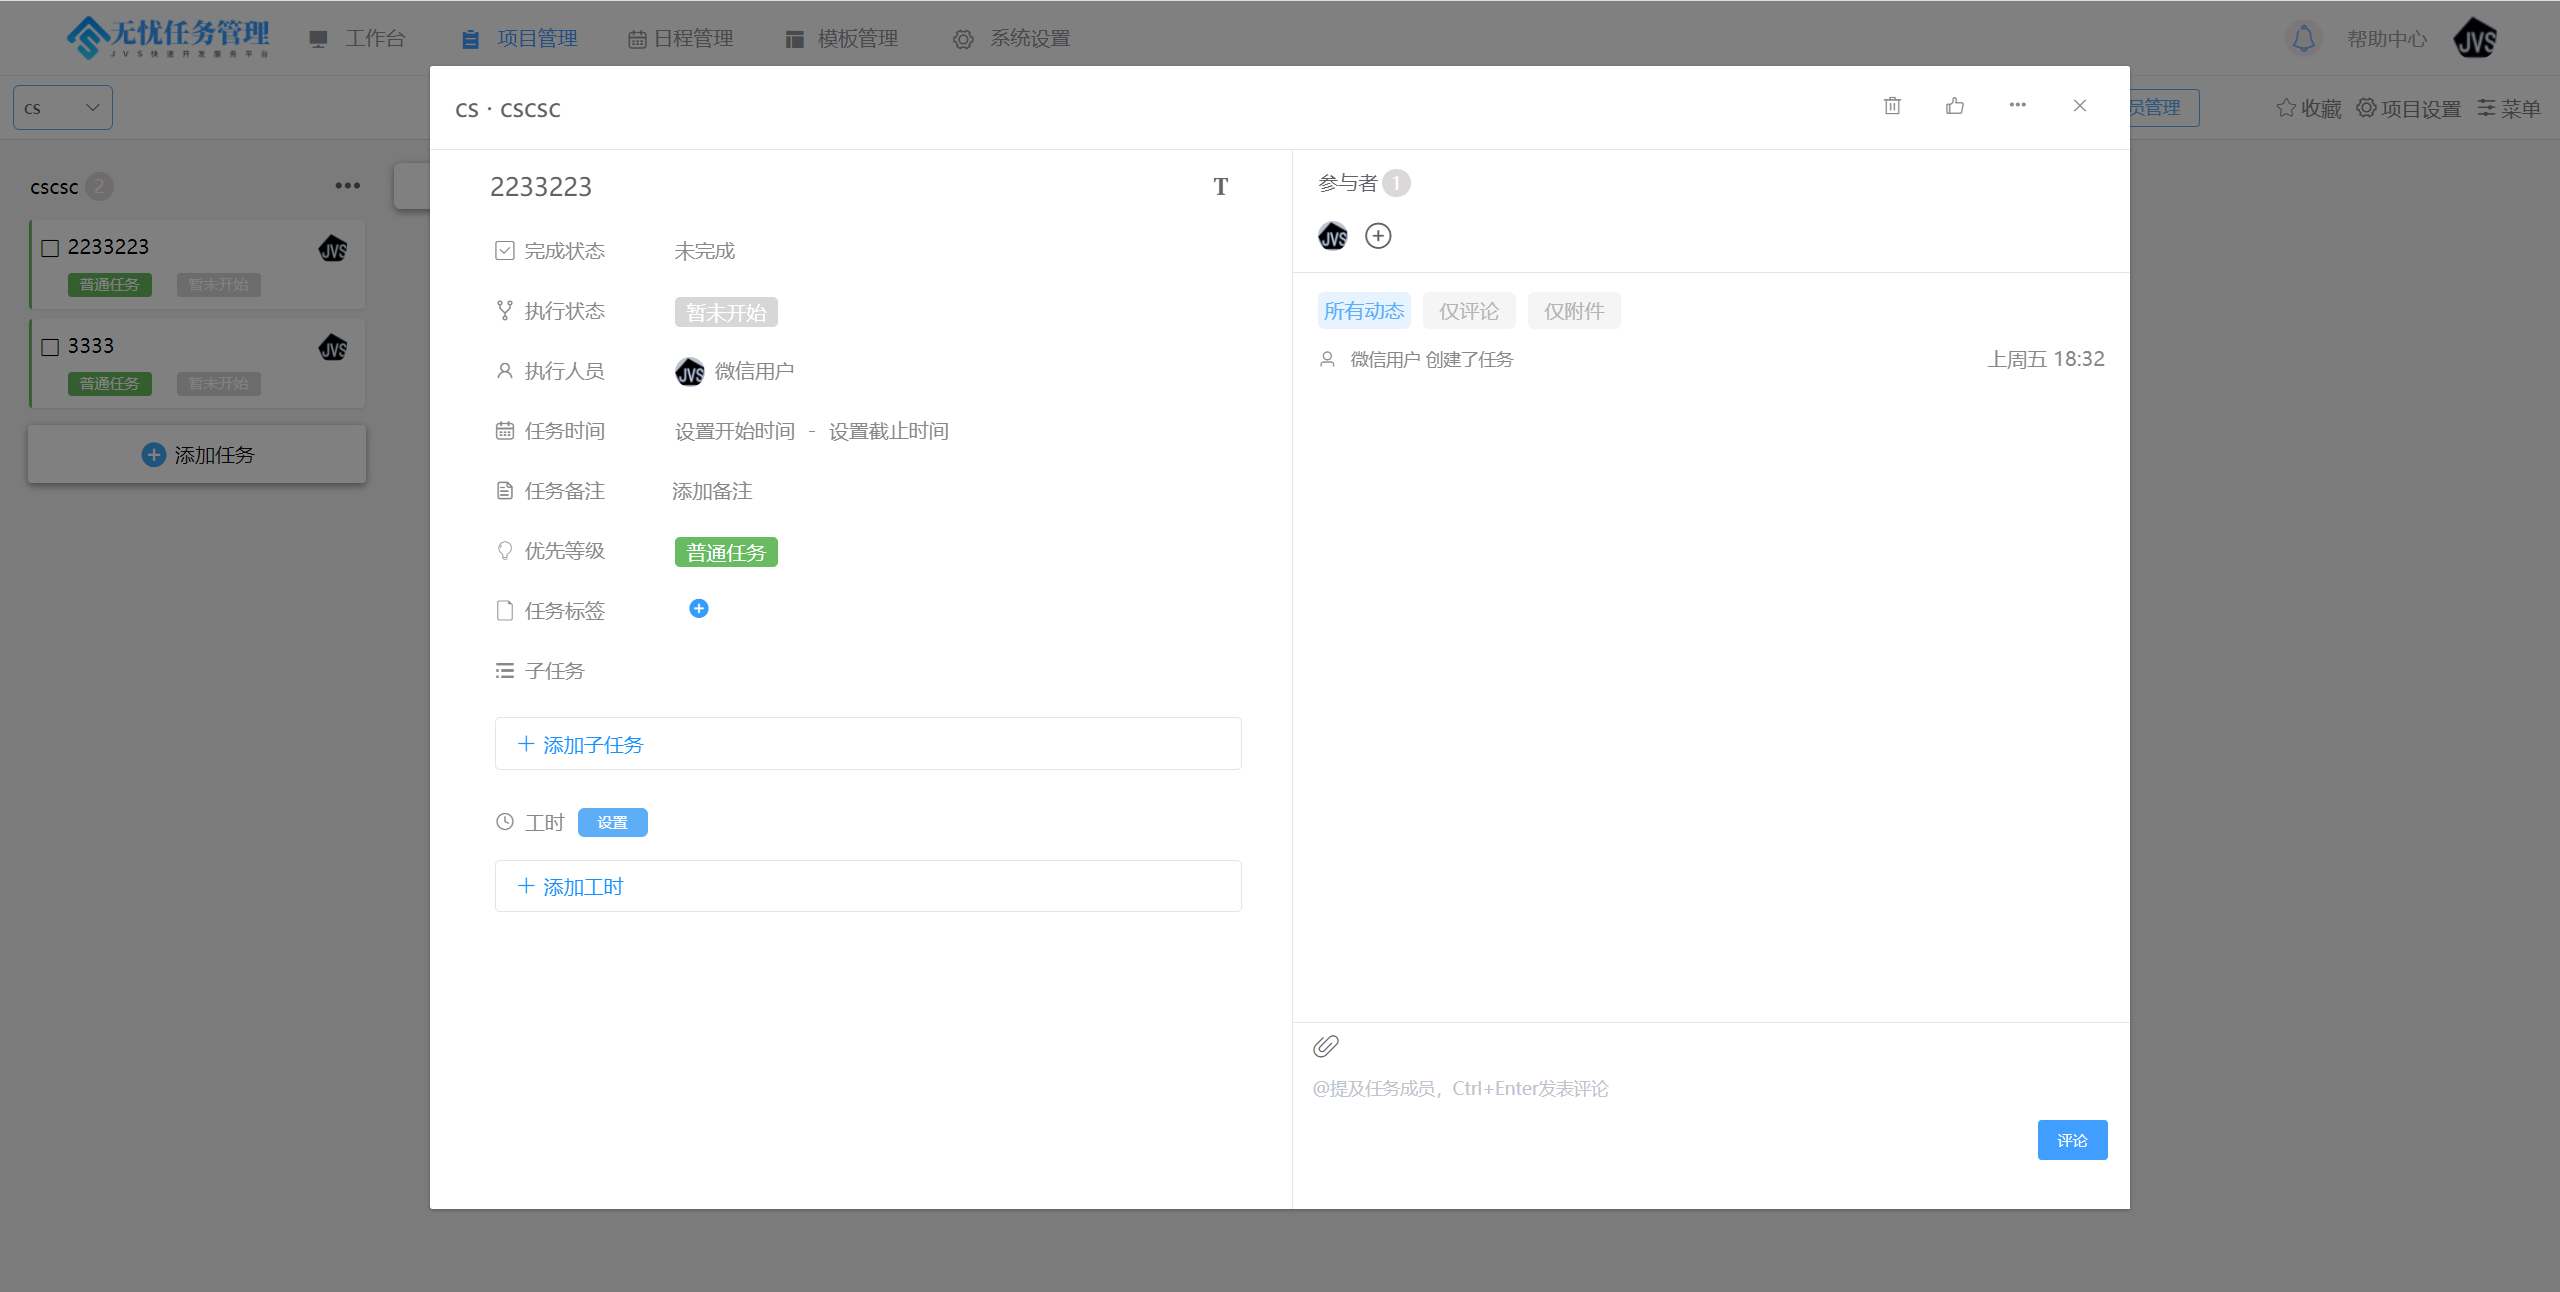 无忧任务管理
JVS快速开发服务平台
工作台
项目管理
日程管理
模板管理
系统设置
帮助中心
cs
员管理
收藏
项目设置
菜单
cscsc 2
2233223
普通任务 暂未开始
3333
普通任务 暂未开始
添加任务
cs · cscsc
2233223 T
完成状态 未完成
执行状态 暂未开始
执行人员 JVS 微信用户
任务时间 设置开始时间 - 设置截止时间
任务备注 添加备注
优先等级 普通任务
任务标签
子任务
添加子任务
工时 设置
添加工时
参与者 1
JVS
所有动态 仅评论 仅附件
微信用户 创建了任务 上周五 18:32
@提及任务成员，Ctrl+Enter发表评论
评论